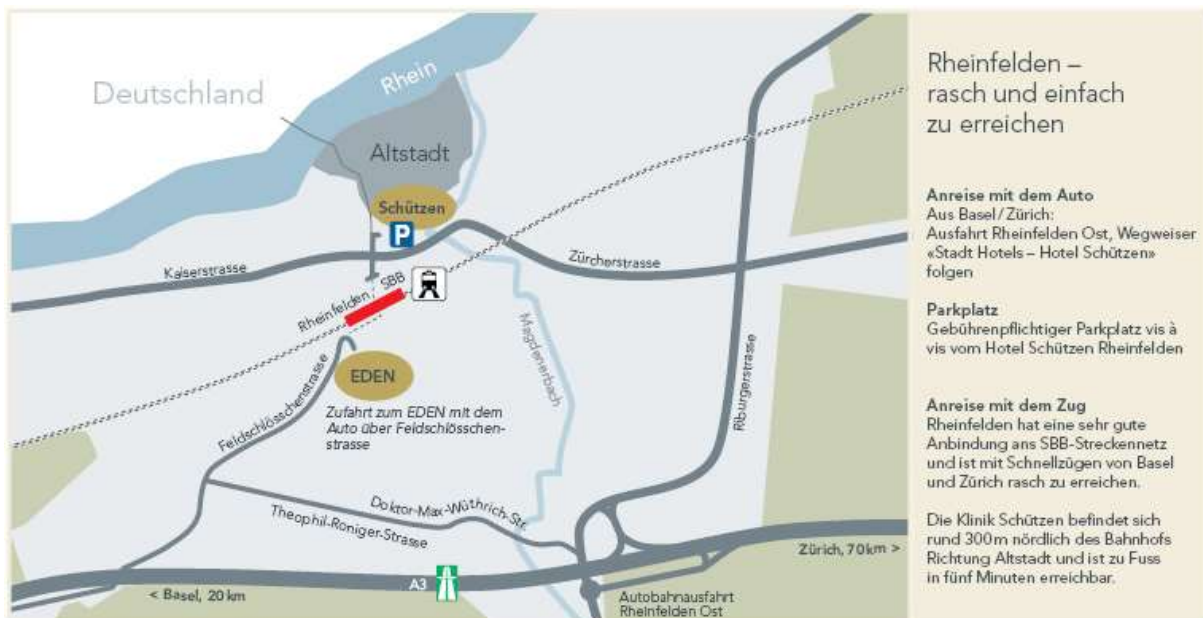 Deutschland
Rhein
Altstadt
Schützen
P
Kaiserstrasse
Zürcherstrasse
Rheinfelden, SBB
Magdenerbach
Riburgerstrasse
EDEN
Feldschlösschenstrasse
Zufahrt zum EDEN mit dem
Auto über Feldschlösschen-
strasse
Doktor-Max-Wüthrich-Str.
Theophil-Roniger-Strasse
Zürich, 70km >
A3
< Basel, 20 km
Autobahnausfahrt
Rheinfelden Ost
Rheinfelden –
rasch und einfach
zu erreichen
Anreise mit dem Auto
Aus Basel/Zürich:
Ausfahrt Rheinfelden Ost, Wegweiser
«Stadt Hotels – Hotel Schützen»
folgen
Parkplatz
Gebührenpflichtiger Parkplatz vis à
vis vom Hotel Schützen Rheinfelden
Anreise mit dem Zug
Rheinfelden hat eine sehr gute
Anbindung ans SBB-Streckennetz
und ist mit Schnellzügen von Basel
und Zürich rasch zu erreichen.
Die Klinik Schützen befindet sich
rund 300m nördlich des Bahnhofs
Richtung Altstadt und ist zu Fuss
in fünf Minuten erreichbar.